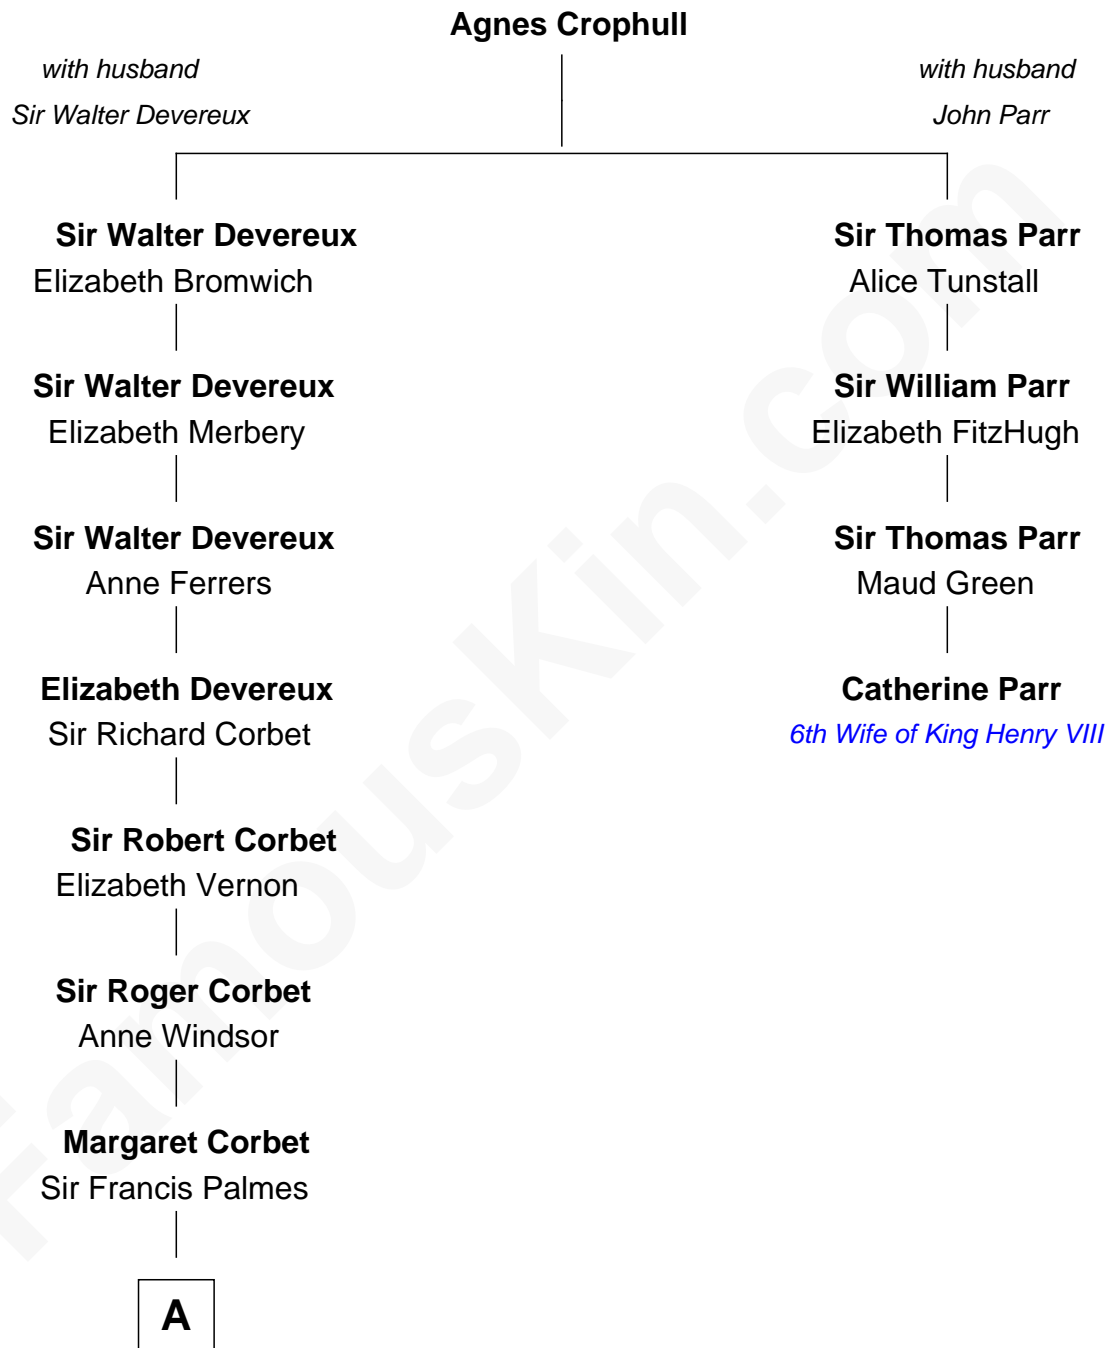 Agnes Crophull
with husband
Sir Walter Devereux
with husband
John Parr
Sir Walter Devereux
Elizabeth Bromwich
Sir Thomas Parr
Alice Tunstall
Sir Walter Devereux
Elizabeth Merbery
Sir William Parr
Elizabeth FitzHugh
Sir Walter Devereux
Anne Ferrers
Sir Thomas Parr
Maud Green
Elizabeth Devereux
Sir Richard Corbet
Catherine Parr
6th Wife of King Henry VIII
Sir Robert Corbet
Elizabeth Vernon
Sir Roger Corbet
Anne Windsor
Margaret Corbet
Sir Francis Palmes
A
FamousKin.com